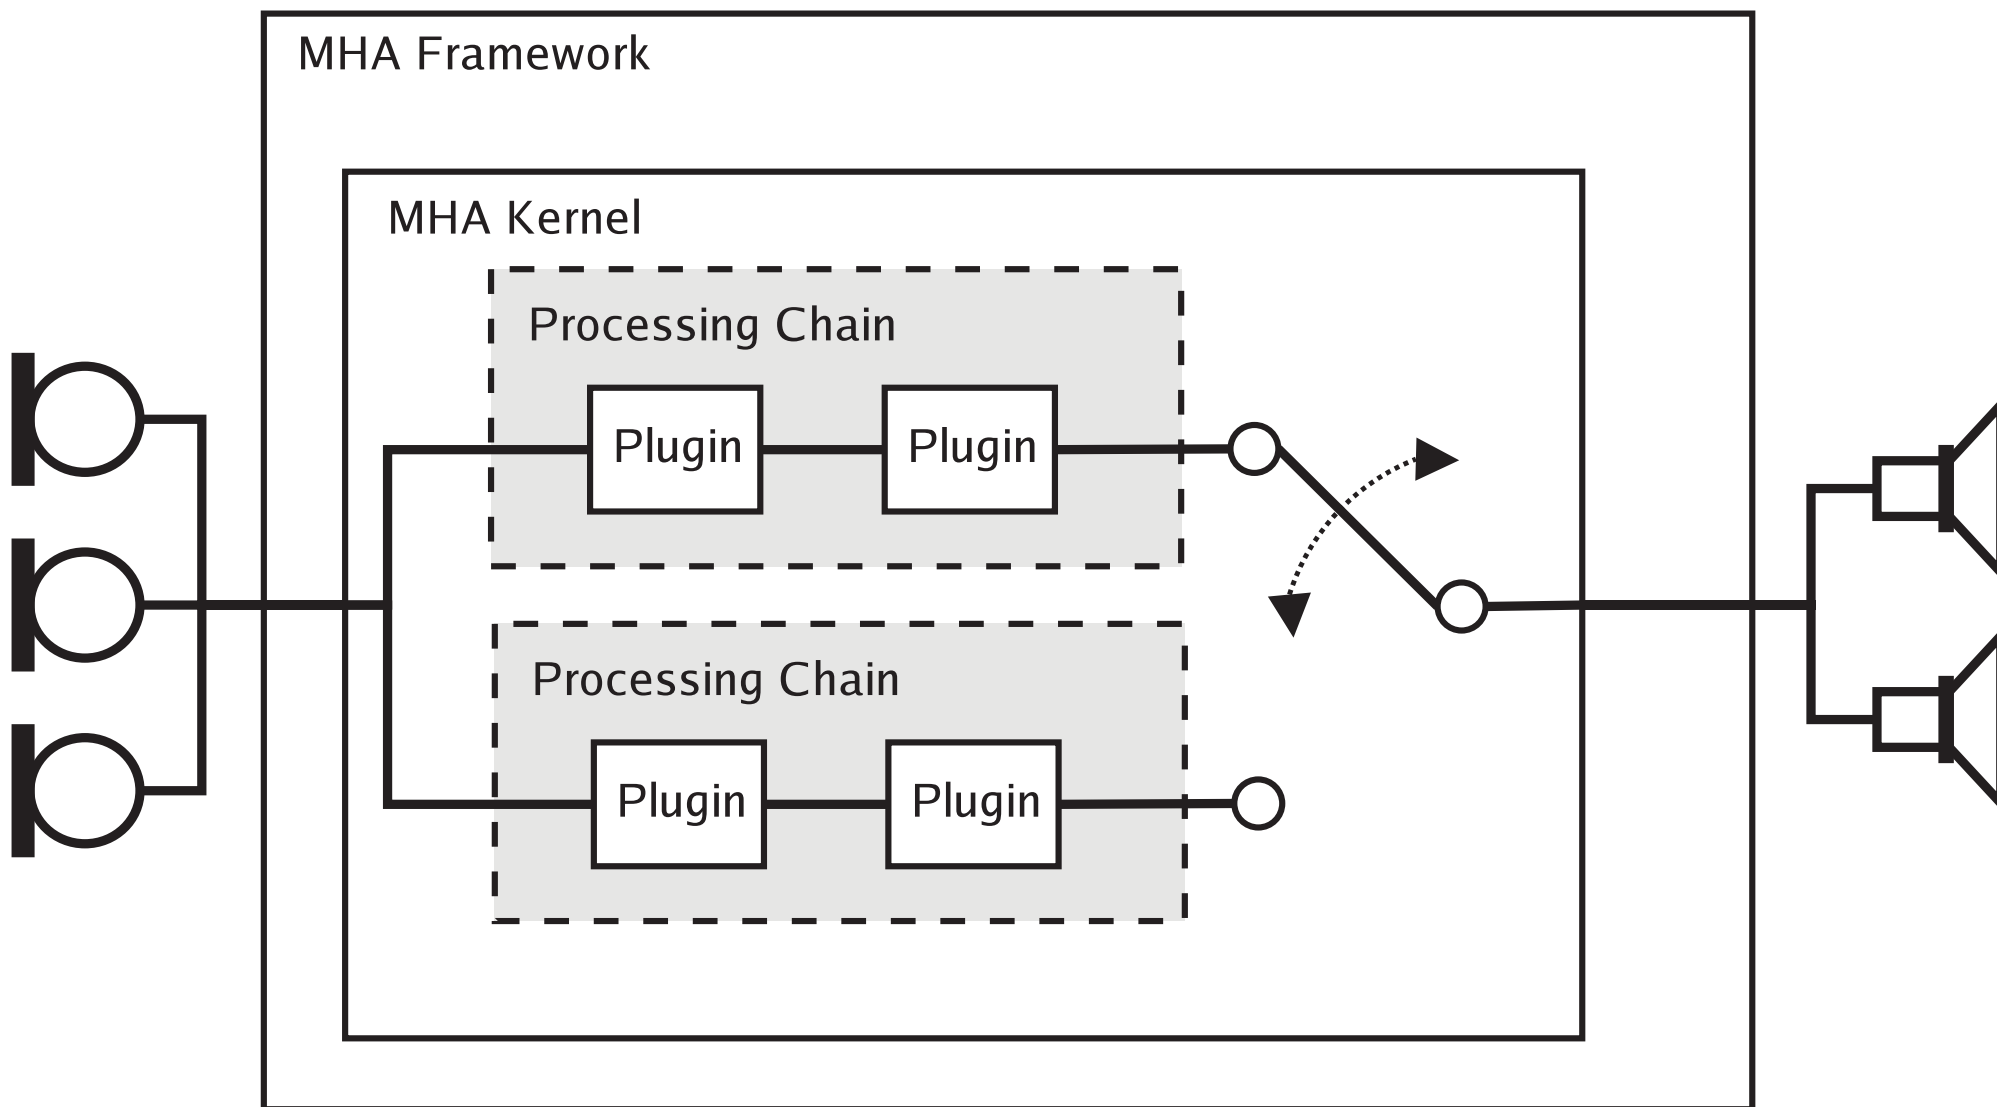 MHA Framework
MHA Kernel
Processing Chain
Plugin
Plugin
Processing Chain
Plugin
Plugin